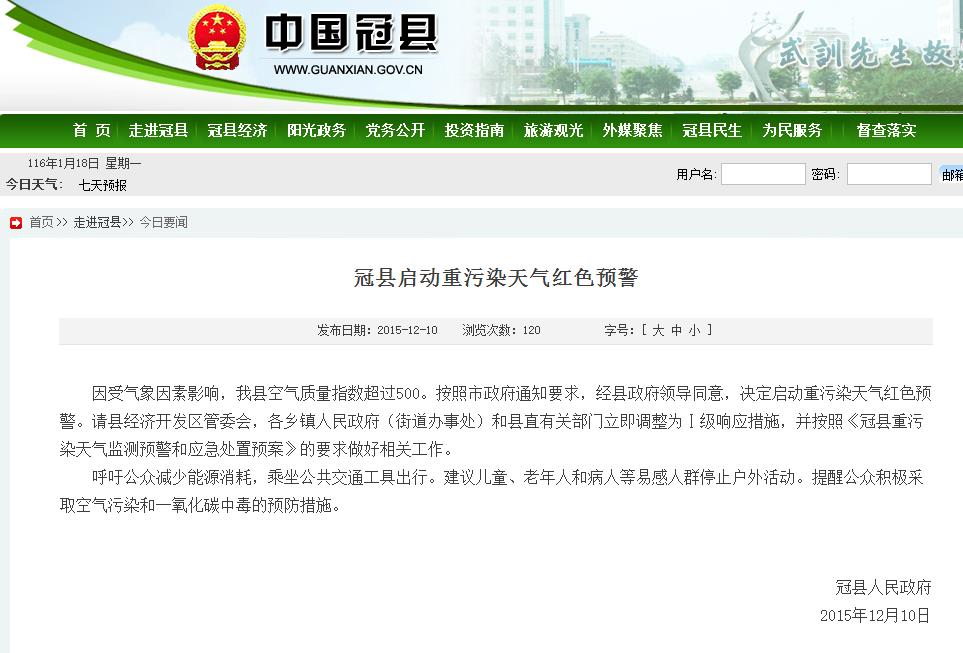 中国冠县
WWW.GUANXIAN.GOV.CN
武訓先生故
首 页 走进冠县 冠县经济 阳光政务 党务公开 投资指南 旅游观光 外媒聚焦 冠县民生 为民服务 督查落实
116年1月18日 星期一
今日天气： 七天预报
用户名: 密码: 邮箱
首页>> 走进冠县>> 今日要闻
冠县启动重污染天气红色预警
发布日期：2015-12-10 浏览次数：120 字号：[ 大 中 小 ]
因受气象因素影响，我县空气质量指数超过500。按照市政府通知要求，经县政府领导同意，决定启动重污染天气红色预
警。请县经济开发区管委会，各乡镇人民政府（街道办事处）和县直有关部门立即调整为Ⅰ级响应措施，并按照《冠县重污
染天气监测预警和应急处置预案》的要求做好相关工作。
呼吁公众减少能源消耗，乘坐公共交通工具出行。建议儿童、老年人和病人等易感人群停止户外活动。提醒公众积极采
取空气污染和一氧化碳中毒的预防措施。
冠县人民政府
2015年12月10日